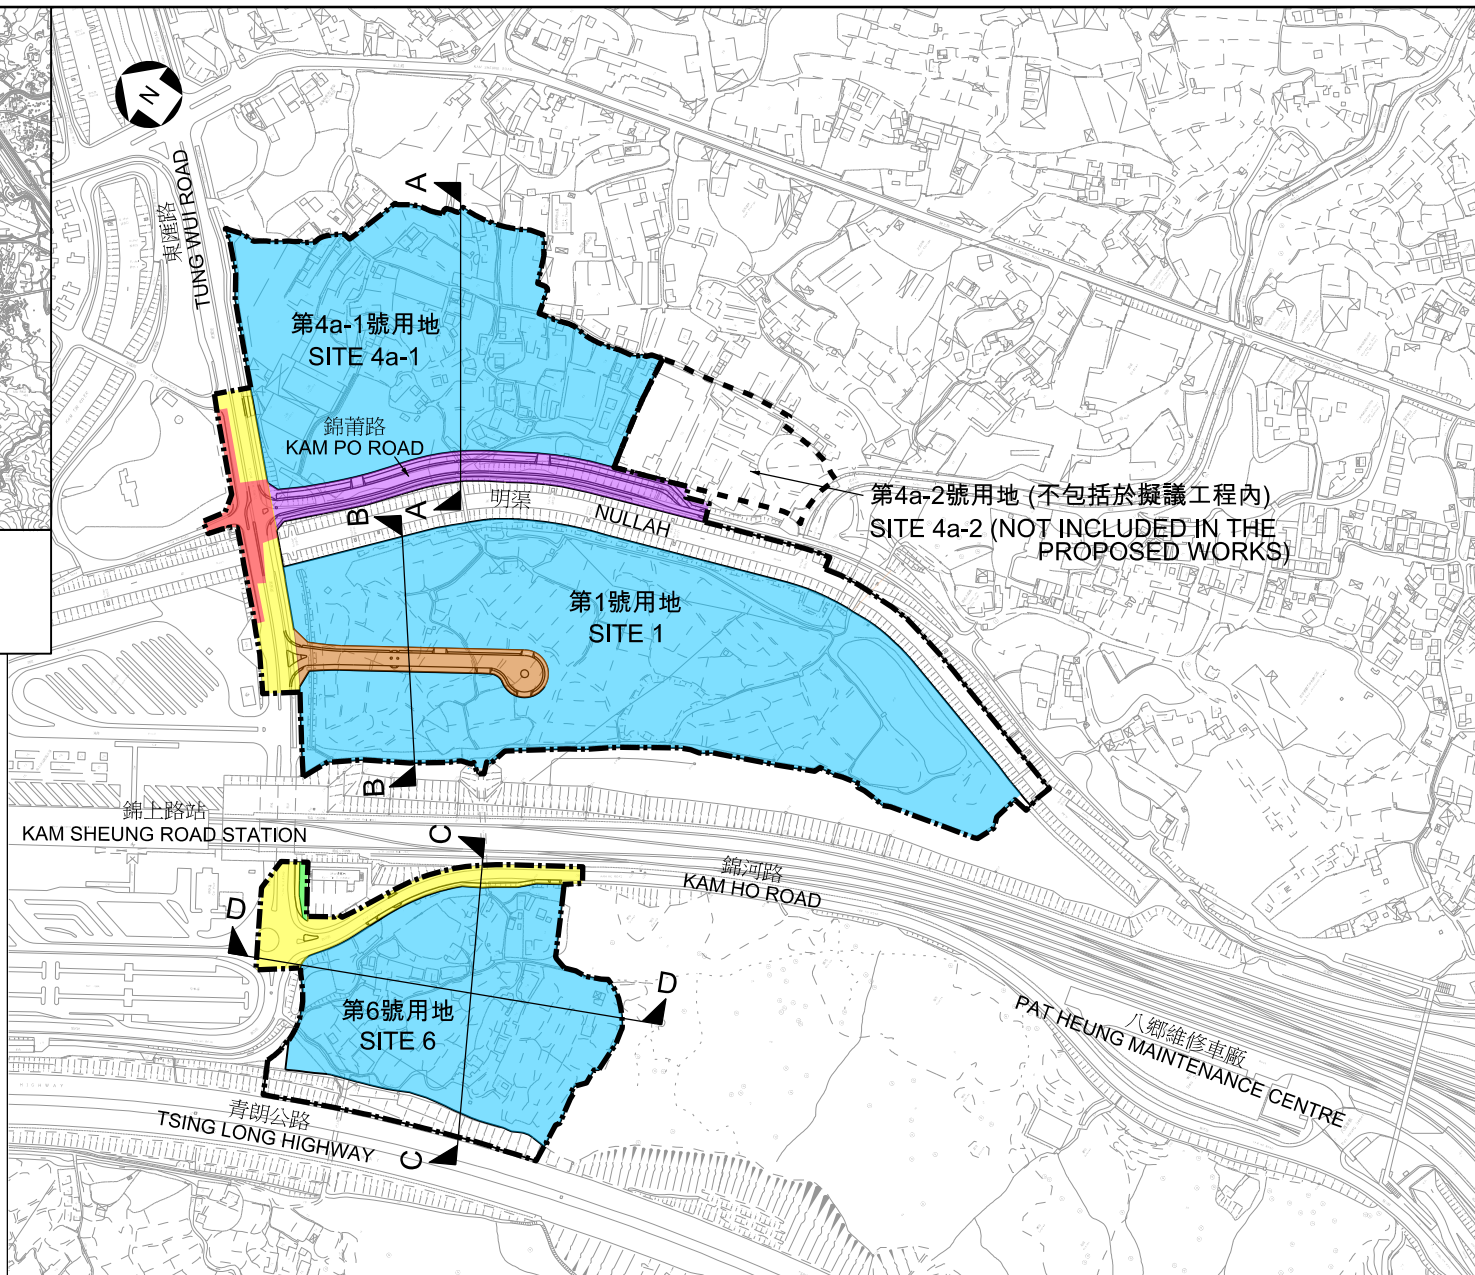 N
東匯路
TUNG WUI ROAD
A
第4a-1號用地
SITE 4a-1
錦莆路
KAM PO ROAD
A
B
明渠
NULLAH
第4a-2號用地 (不包括於擬議工程內)
SITE 4a-2 (NOT INCLUDED IN THE
PROPOSED WORKS)
第1號用地
SITE 1
B
錦上路站
KAM SHEUNG ROAD STATION
C
錦河路
KAM HO ROAD
D
D
第6號用地
SITE 6
八鄉維修車廠
PAT HEUNG MAINTENANCE CENTRE
青朗公路
TSING LONG HIGHWAY
C
HIGHWAY